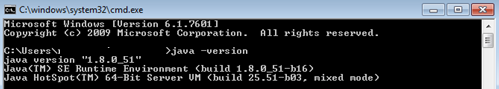 C:\windows\system32\cmd.exe
Microsoft Windows [Version 6.1.7601]
Copyright (c) 2009 Microsoft Corporation.  All rights reserved.
C:\Users\ >java -version
java version "1.8.0_51"
Java(TM) SE Runtime Environment (build 1.8.0_51-b16)
Java HotSpot(TM) 64-Bit Server VM (build 25.51-b03, mixed mode)